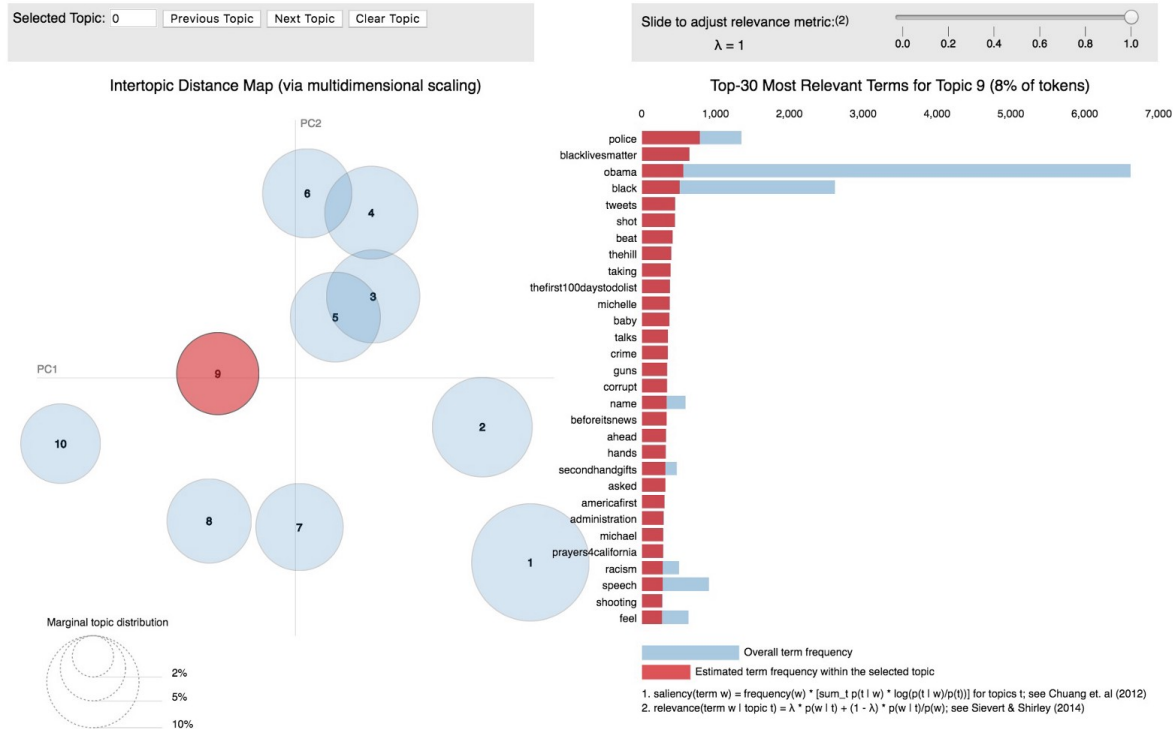 Selected Topic: 0 Previous Topic Next Topic Clear Topic
Slide to adjust relevance metric:(2)
λ = 1
0.0 0.2 0.4 0.6 0.8 1.0
Intertopic Distance Map (via multidimensional scaling)
PC2
PC1
6
4
3
5
9
2
10
8
7
1
Marginal topic distribution
2%
5%
10%
Top-30 Most Relevant Terms for Topic 9 (8% of tokens)
0 1,000 2,000 3,000 4,000 5,000 6,000 7,000
police
blacklivesmatter
obama
black
tweets
shot
beat
thehill
taking
thefirst100daystodolist
michelle
baby
talks
crime
guns
corrupt
name
beforeitsnews
ahead
hands
secondhandgifts
asked
americafirst
administration
michael
prayers4california
racism
speech
shooting
feel
Overall term frequency
Estimated term frequency within the selected topic
1. saliency(term w) = frequency(w) * [sum_t p(t | w) * log(p(t | w)/p(t))] for topics t; see Chuang et. al (2012)
2. relevance(term w | topic t) = λ * p(w | t) + (1 - λ) * p(w | t)/p(w); see Sievert & Shirley (2014)